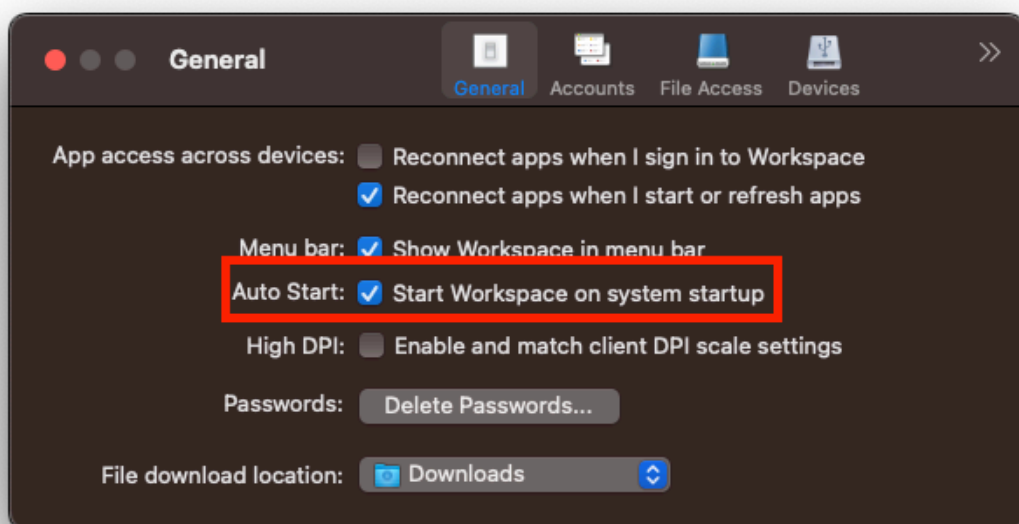 General
General Accounts File Access Devices
App access across devices: Reconnect apps when I sign in to Workspace
Reconnect apps when I start or refresh apps
Menu bar: Show Workspace in menu bar
Auto Start: Start Workspace on system startup
High DPI: Enable and match client DPI scale settings
Passwords: Delete Passwords...
File download location: Downloads